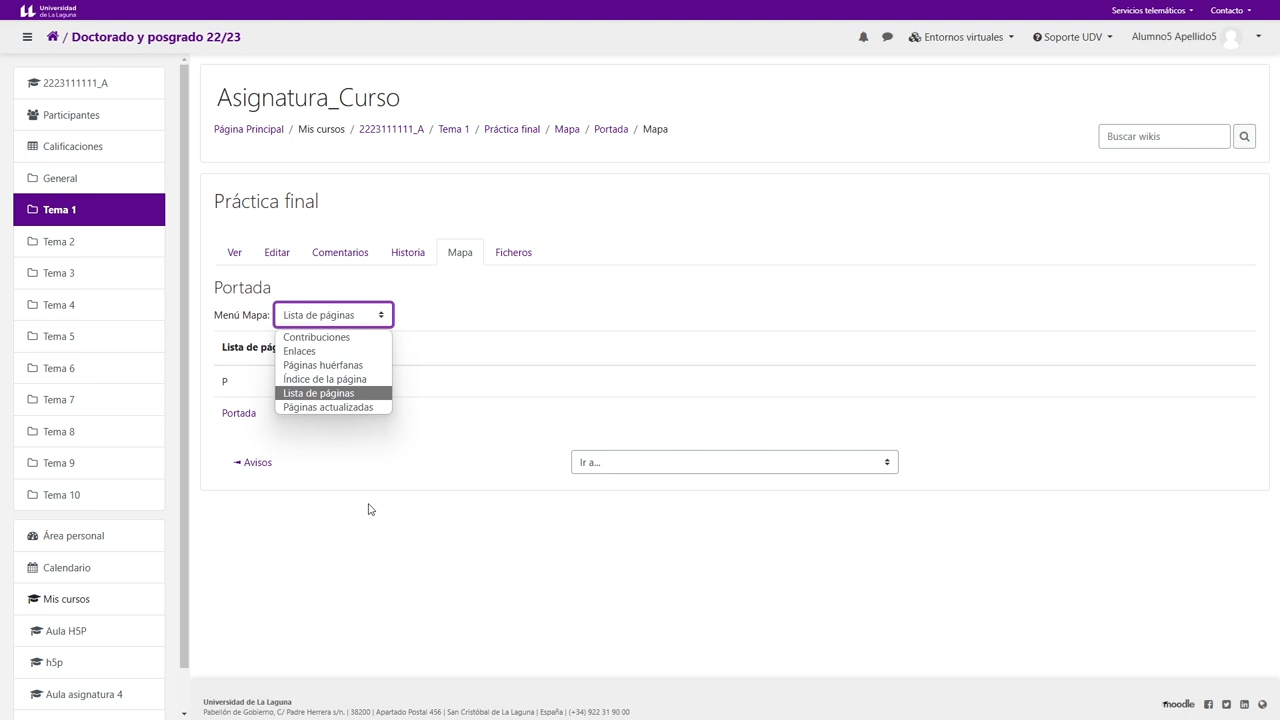 Universidad
de La Laguna
Servicios telemáticos
Contacto
/ Doctorado y posgrado 22/23
Entornos virtuales
Soporte UDV
Alumno5 Apellido5
2223111111_A
Participantes
Calificaciones
General
Tema 1
Tema 2
Tema 3
Tema 4
Tema 5
Tema 6
Tema 7
Tema 8
Tema 9
Tema 10
Área personal
Calendario
Mis cursos
Aula H5P
h5p
Aula asignatura 4
Asignatura_Curso
Página Principal / Mis cursos / 2223111111_A / Tema 1 / Práctica final / Mapa / Portada / Mapa
Buscar wikis
Práctica final
Ver Editar Comentarios Historia Mapa Ficheros
Portada
Menú Mapa: Lista de páginas
Contribuciones
Enlaces
Páginas huérfanas
Índice de la página
Lista de páginas
Páginas actualizadas
Lista de pág
P
Portada
◄ Avisos
Ir a...
Universidad de La Laguna
Pabellón de Gobierno, C/ Padre Herrera s/n. | 38200 | Apartado Postal 456 | San Cristóbal de La Laguna | España | (+34) 922 31 90 00
moodle